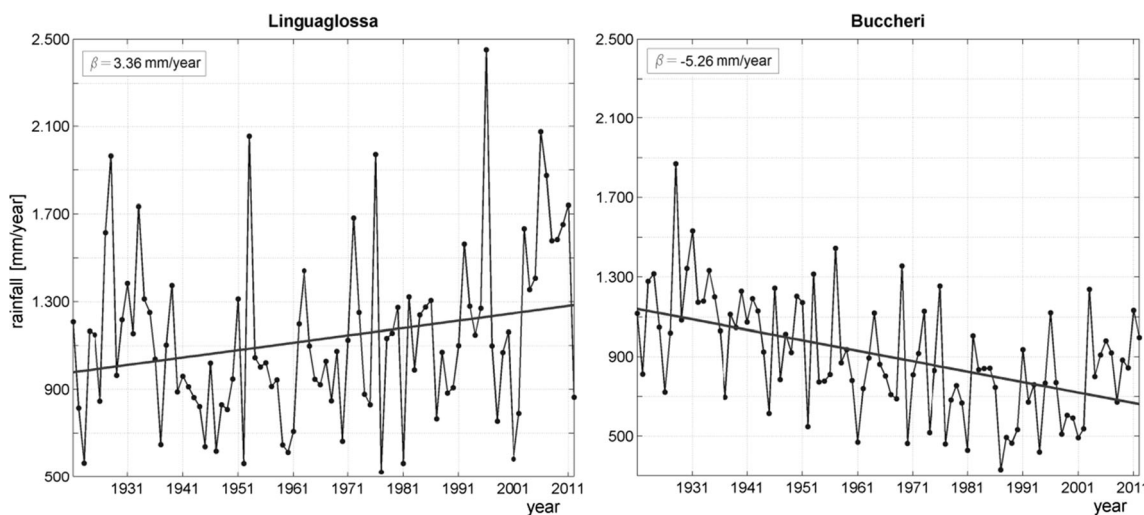 Linguaglossa
β = 3.36 mm/year
rainfall [mm/year]
2.500
2.100
1.700
1.300
900
500
1931 1941 1951 1961 1971 1981 1991 2001 2011
year
Buccheri
β = -5.26 mm/year
2.500
2.100
1.700
1.300
900
500
1931 1941 1951 1961 1971 1981 1991 2001 2011
year